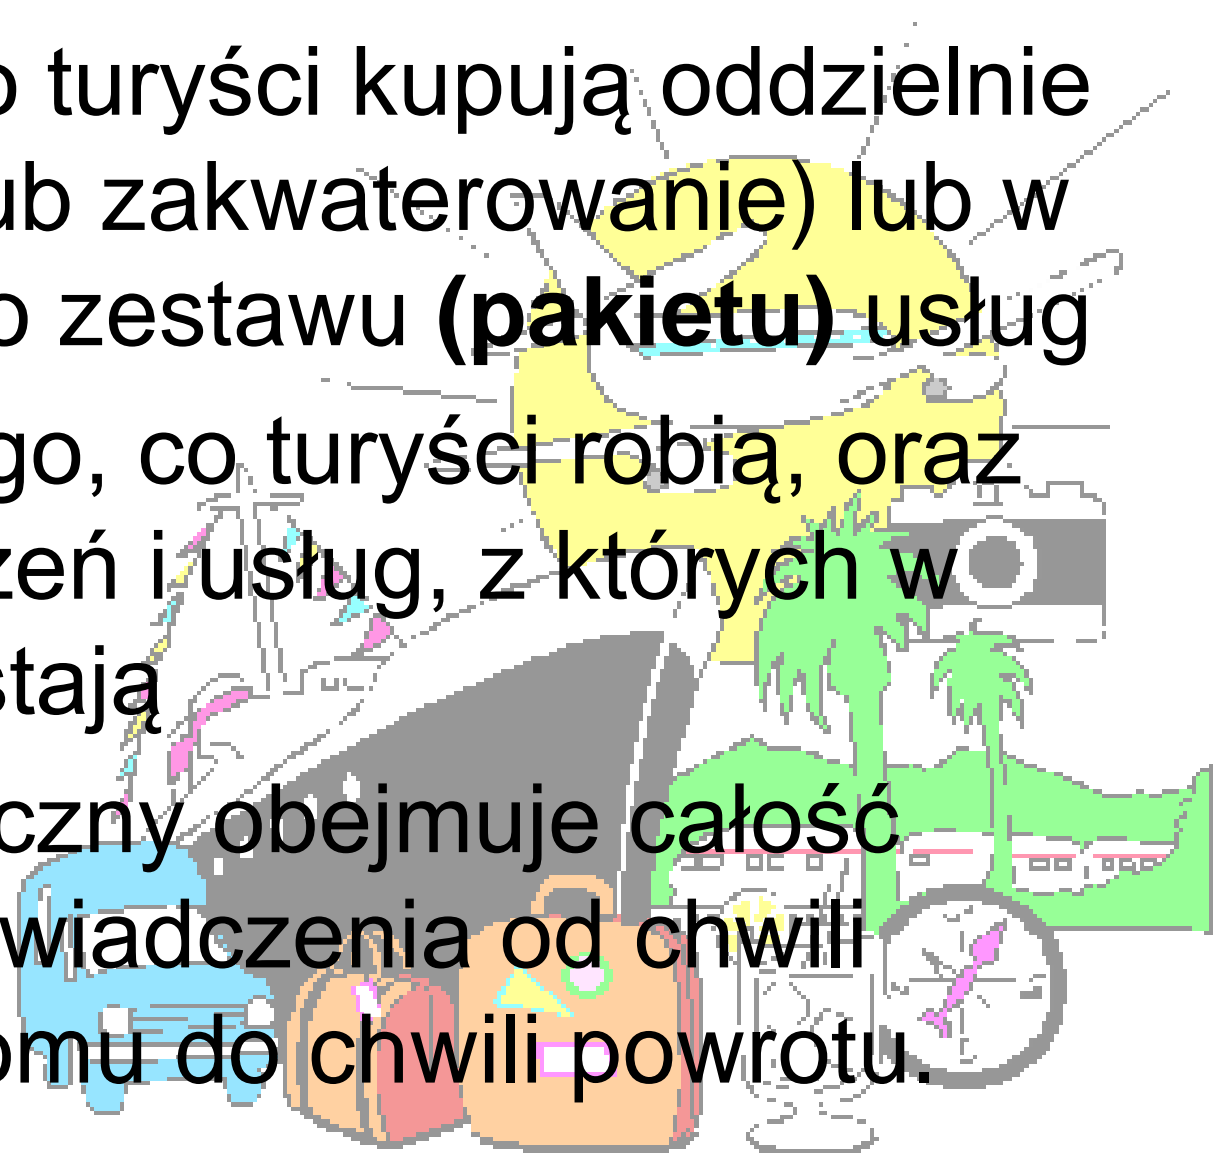 o turyści kupują oddzielnie
ub zakwaterowanie) lub w
o zestawu (pakietu) usług
go, co turyści robią, oraz
zeń i usług, z których w
stają
czny obejmuje całość
wiadczenia od chwili
omu do chwili powrotu.